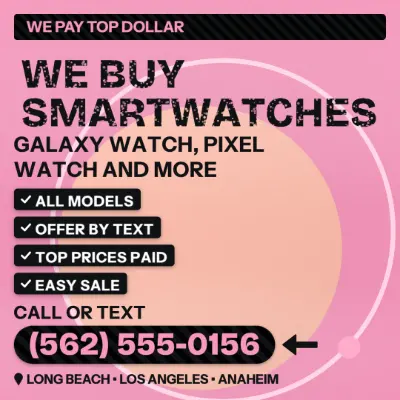 WE PAY TOP DOLLAR
WE BUY
SMARTWATCHES
GALAXY WATCH, PIXEL
WATCH AND MORE
ALL MODELS
OFFER BY TEXT
TOP PRICES PAID
EASY SALE
CALL OR TEXT
(562) 555-0156
LONG BEACH • LOS ANGELES • ANAHEIM